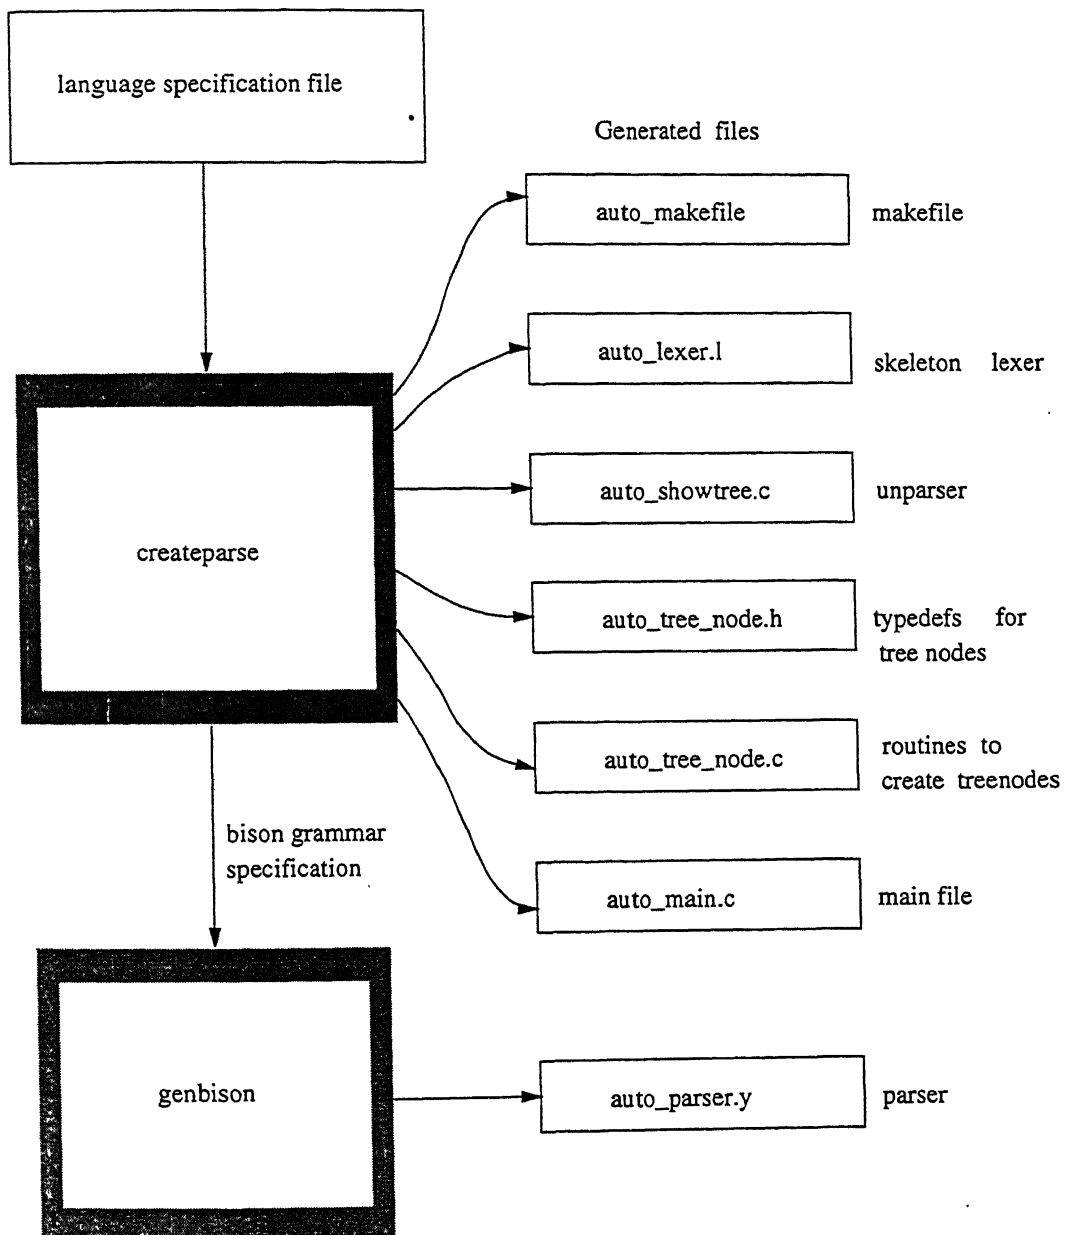 language specification file
Generated files
auto_makefile
makefile
auto_lexer.l
skeleton lexer
auto_showtree.c
unparser
createparse
auto_tree_node.h
typedefs for
tree nodes
auto_tree_node.c
routines to
create treenodes
bison grammar
specification
auto_main.c
main file
genbison
auto_parser.y
parser